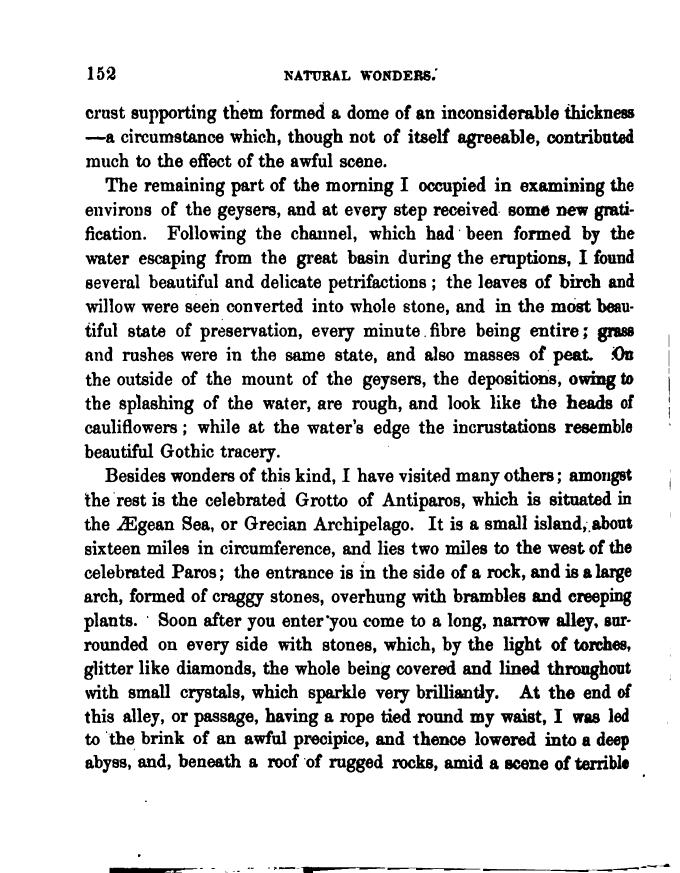 152 NATURAL WONDERS.
crust supporting them formed a dome of an inconsiderable thickness
—a circumstance which, though not of itself agreeable, contributed
much to the effect of the awful scene.
The remaining part of the morning I occupied in examining the
environs of the geysers, and at every step received some new grati-
fication. Following the channel, which had been formed by the
water escaping from the great basin during the eruptions, I found
several beautiful and delicate petrifactions; the leaves of birch and
willow were seen converted into whole stone, and in the most beau-
tiful state of preservation, every minute fibre being entire; grass
and rushes were in the same state, and also masses of peat. On
the outside of the mount of the geysers, the depositions, owing to
the splashing of the water, are rough, and look like the heads of
cauliflowers; while at the water's edge the incrustations resemble
beautiful Gothic tracery.
Besides wonders of this kind, I have visited many others; amongst
the rest is the celebrated Grotto of Antiparos, which is situated in
the Ægean Sea, or Grecian Archipelago. It is a small island, about
sixteen miles in circumference, and lies two miles to the west of the
celebrated Paros; the entrance is in the side of a rock, and is a large
arch, formed of craggy stones, overhung with brambles and creeping
plants. Soon after you enter you come to a long, narrow alley, sur-
rounded on every side with stones, which, by the light of torches,
glitter like diamonds, the whole being covered and lined throughout
with small crystals, which sparkle very brilliantly. At the end of
this alley, or passage, having a rope tied round my waist, I was led
to the brink of an awful precipice, and thence lowered into a deep
abyss, and, beneath a roof of rugged rocks, amid a scene of terrible